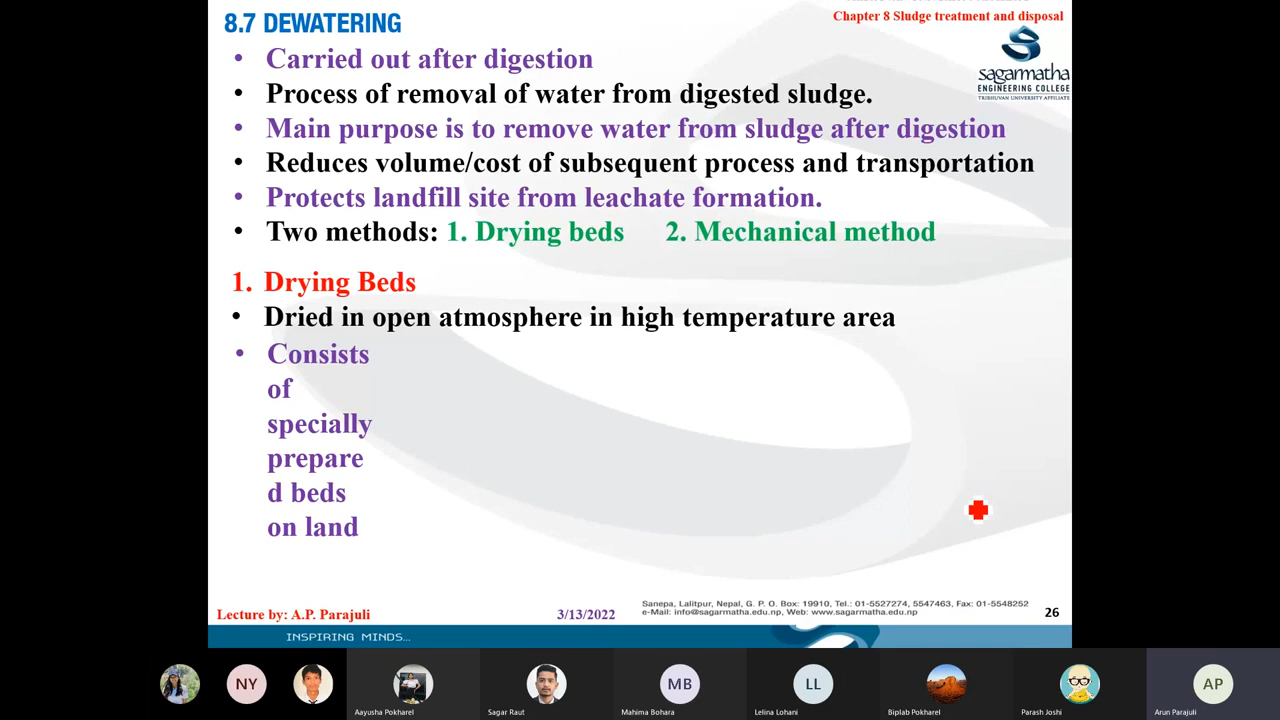 8.7 DEWATERING
Chapter 8 Sludge treatment and disposal
sagarmatha
ENGINEERING COLLEGE
TRIBHUVAN UNIVERSITY AFFILIATE
• Carried out after digestion
• Process of removal of water from digested sludge.
• Main purpose is to remove water from sludge after digestion
• Reduces volume/cost of subsequent process and transportation
• Protects landfill site from leachate formation.
• Two methods: 1. Drying beds 2. Mechanical method
1. Drying Beds
• Dried in open atmosphere in high temperature area
• Consists
of
specially
prepare
d beds
on land
Lecture by: A.P. Parajuli
3/13/2022
Sanepa, Lalitpur, Nepal, G. P. O. Box: 19910, Tel.: 01-5527274, 5547463, Fax: 01-5548252
e-Mail: info@sagarmatha.edu.np, Web: www.sagarmatha.edu.np
26
INSPIRING MINDS...
NY
MB
LL
AP
Aayusha Pokharel
Sagar Raut
Mahima Bohara
Lelina Lohani
Biplab Pokharel
Parash Joshi
Arun Parajuli